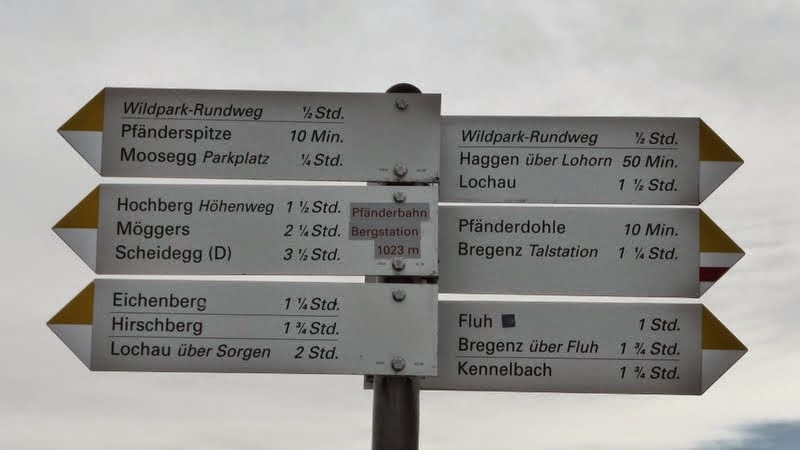 Wildpark-Rundweg ½ Std.
Pfänderspitze 10 Min.
Moosegg Parkplatz ¼ Std.
Hochberg Höhenweg 1 ½ Std.
Möggers 2 ¼ Std.
Scheidegg (D) 3 ½ Std.
Pfänderbahn
Bergstation
1023 m
Eichenberg 1 ¼ Std.
Hirschberg 1 ¾ Std.
Lochau über Sorgen 2 Std.
Wildpark-Rundweg ½ Std.
Haggen über Lohorn 50 Min.
Lochau 1 ½ Std.
Pfänderdohle 10 Min.
Bregenz Talstation 1 ¼ Std.
Fluh 1 Std.
Bregenz über Fluh 1 ¾ Std.
Kennelbach 1 ¾ Std.